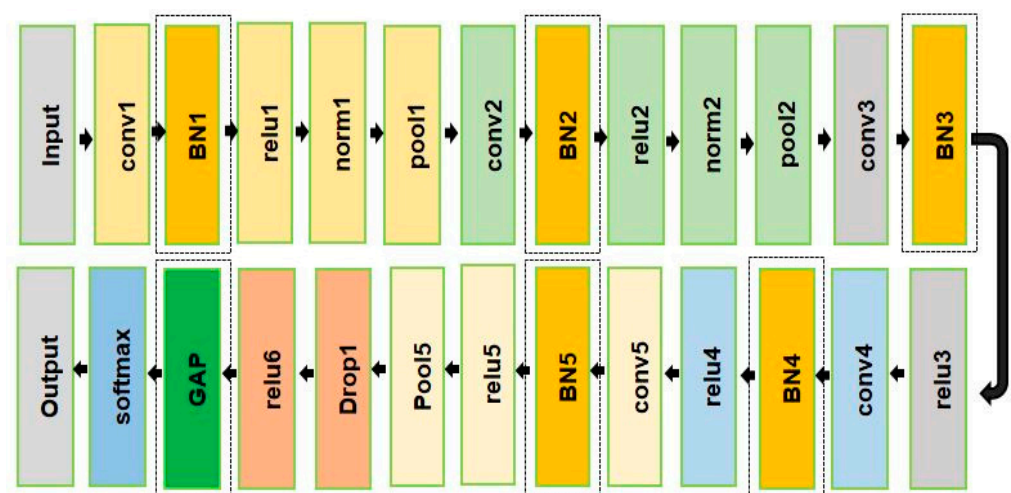 Input
conv1
BN1
relu1
norm1
pool1
conv2
BN2
relu2
norm2
pool2
conv3
BN3
relu3
conv4
BN4
relu4
conv5
BN5
relu5
Pool5
Drop1
relu6
GAP
softmax
Output